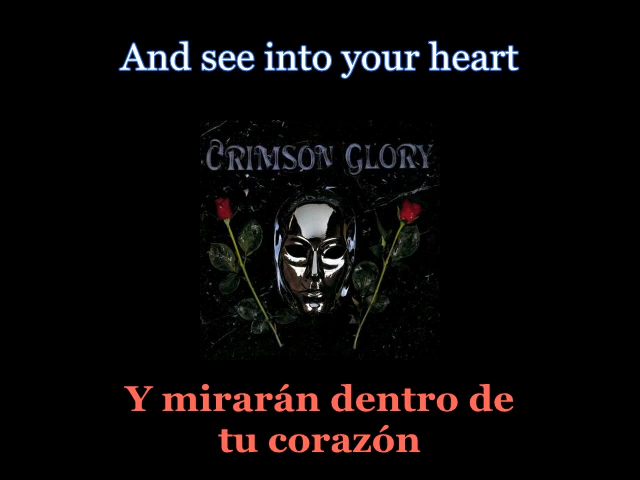 And see into your heart
CRIMSON GLORY
Y mirarán dentro de
tu corazón